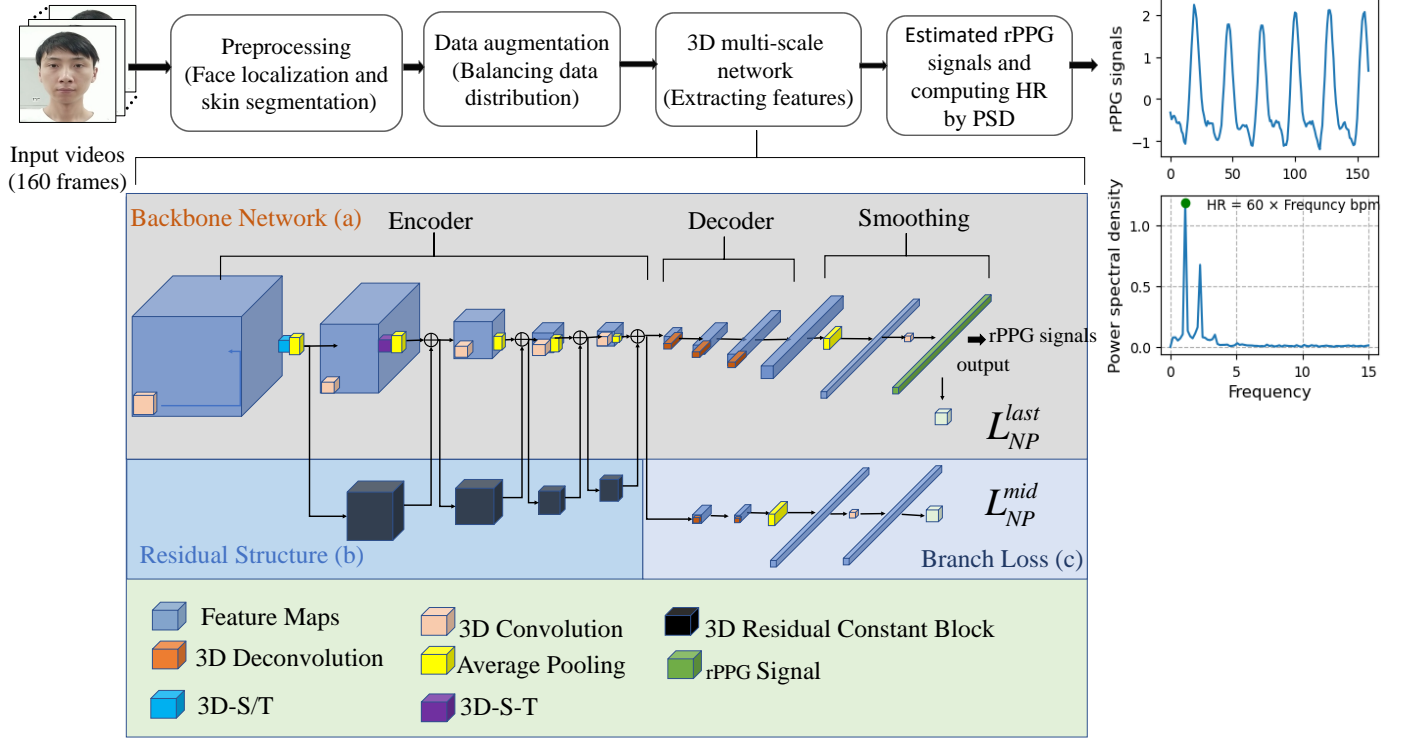 Input videos
(160 frames)
Preprocessing
(Face localization and
skin segmentation)
Data augmentation
(Balancing data
distribution)
3D multi-scale
network
(Extracting features)
Estimated rPPG
signals and
computing HR
by PSD
rPPG signals
2
1
0
−1
0
50
100
150
Power spectral density
HR = 60 × Frequncy bpm
1.0
0.5
0.0
0
5
10
15
Frequency
Backbone Network (a)
Encoder
Decoder
Smoothing
rPPG signals
output
L_{NP}^{last}
L_{NP}^{mid}
Residual Structure (b)
Branch Loss (c)
Feature Maps
3D Convolution
3D Residual Constant Block
3D Deconvolution
Average Pooling
rPPG Signal
3D-S/T
3D-S-T